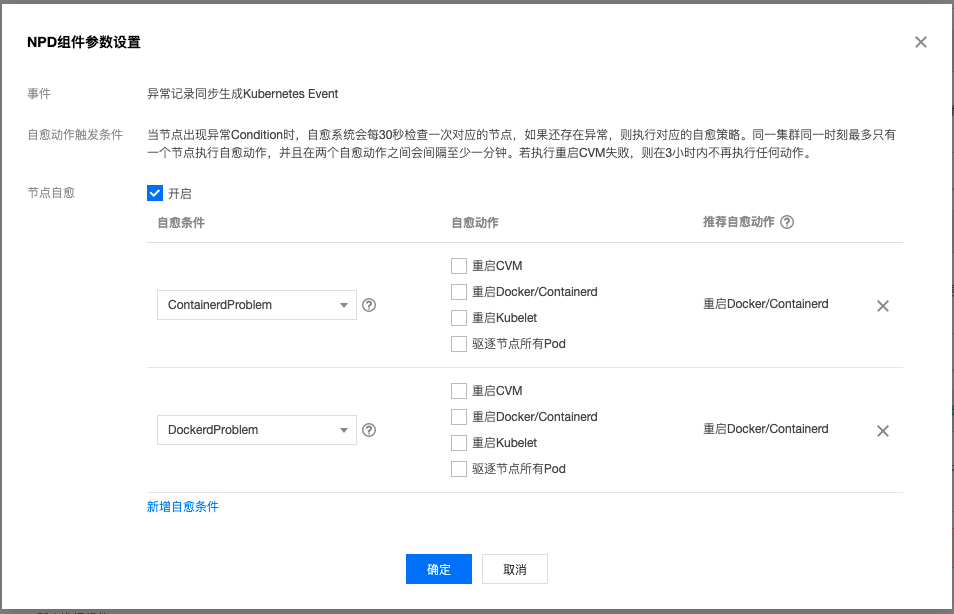 NPD组件参数设置
事件
异常记录同步生成Kubernetes Event
自愈动作触发条件
当节点出现异常Condition时，自愈系统会每30秒检查一次对应的节点，如果还存在异常，则执行对应的自愈策略。同一集群同一时刻最多只有
一个节点执行自愈动作，并且在两个自愈动作之间会间隔至少一分钟。若执行重启CVM失败，则在3小时内不再执行任何动作。
节点自愈
开启
自愈条件 自愈动作 推荐自愈动作
ContainerdProblem
重启CVM
重启Docker/Containerd
重启Kubelet
驱逐节点所有Pod
重启Docker/Containerd
DockerdProblem
重启CVM
重启Docker/Containerd
重启Kubelet
驱逐节点所有Pod
重启Docker/Containerd
新增自愈条件
确定 取消